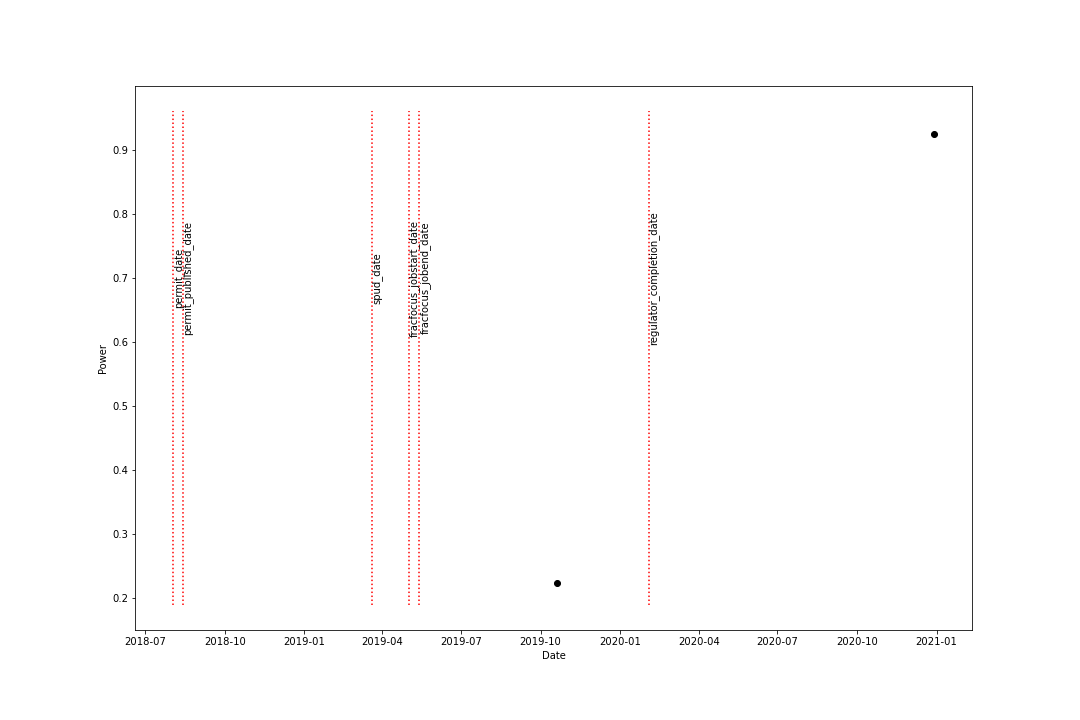 0.9
0.8
0.7
0.6
0.5
0.4
0.3
0.2
Power
permit_date
permit_published_date
spud_date
fracfocus_jobstart_date
fracfocus_jobend_date
regulator_completion_date
2018-07
2018-10
2019-01
2019-04
2019-07
2019-10
2020-01
2020-04
2020-07
2020-10
2021-01
Date